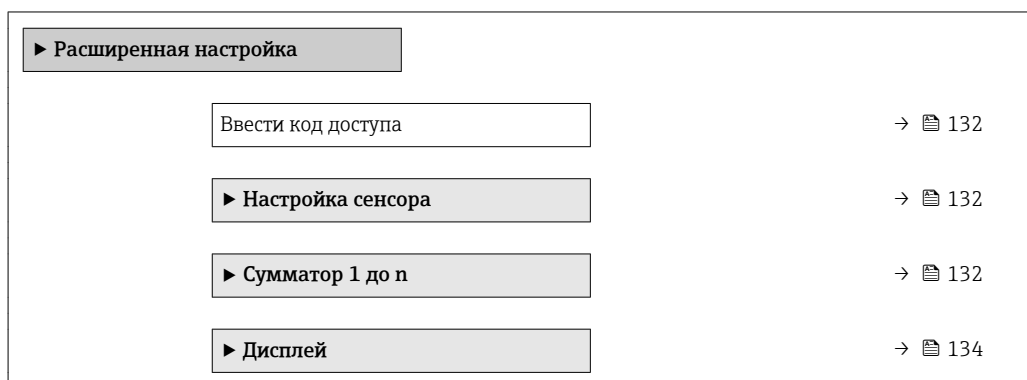 ▶ Расширенная настройка
Ввести код доступа → 132
▶ Настройка сенсора → 132
▶ Сумматор 1 до n → 132
▶ Дисплей → 134